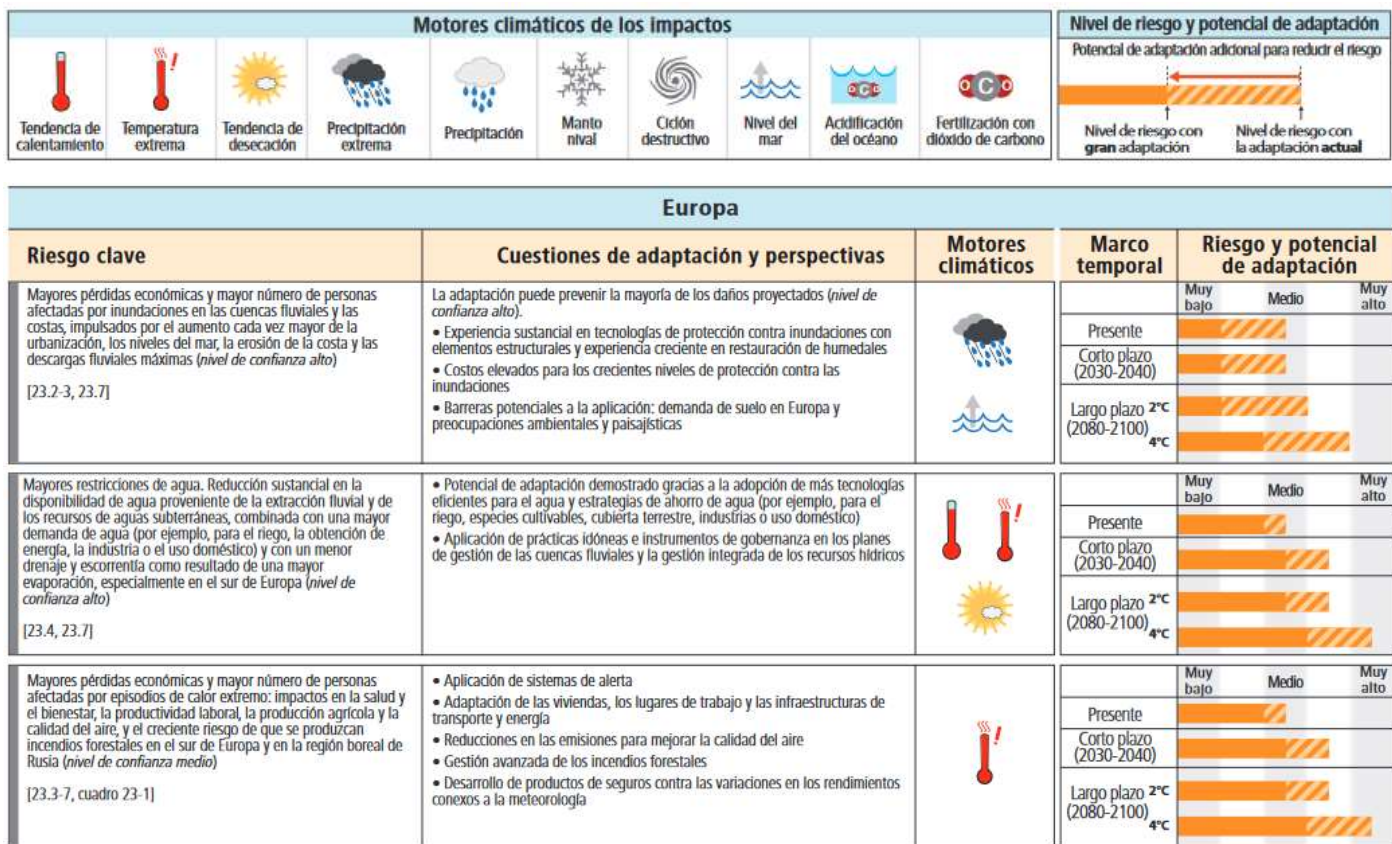 Motores climáticos de los impactos
Tendencia de
calentamiento
Temperatura
extrema
Tendencia de
desecación
Precipitación
extrema
Precipitación
Manto
nival
Ciclón
destructivo
Nivel del
mar
O C O
Acidificación
del océano
O C O
Fertilización con
dióxido de carbono
Nivel de riesgo y potencial de adaptación
Potencial de adaptación adicional para reducir el riesgo
Nivel de riesgo con
gran adaptación
Nivel de riesgo con
la adaptación actual
Europa
Riesgo clave
Cuestiones de adaptación y perspectivas
Motores
climáticos
Marco
temporal
Riesgo y potencial
de adaptación
Mayores pérdidas económicas y mayor número de personas
afectadas por inundaciones en las cuencas fluviales y las
costas, impulsados por el aumento cada vez mayor de la
urbanización, los niveles del mar, la erosión de la costa y las
descargas fluviales máximas (nivel de confianza alto)
[23.2-3, 23.7]
La adaptación puede prevenir la mayoría de los daños proyectados (nivel de
confianza alto).
• Experiencia sustancial en tecnologías de protección contra inundaciones con
elementos estructurales y experiencia creciente en restauración de humedales
• Costos elevados para los crecientes niveles de protección contra las
inundaciones
• Barreras potenciales a la aplicación: demanda de suelo en Europa y
preocupaciones ambientales y paisajísticas
Muy
bajo
Medio
Muy
alto
Presente
Corto plazo
(2030-2040)
Largo plazo 2°C
(2080-2100)
4°C
Mayores restricciones de agua. Reducción sustancial en la
disponibilidad de agua proveniente de la extracción fluvial y de
los recursos de aguas subterráneas, combinada con una mayor
demanda de agua (por ejemplo, para el riego, la obtención de
energía, la industria o el uso doméstico) y con un menor
drenaje y escorrentía como resultado de una mayor
evaporación, especialmente en el sur de Europa (nivel de
confianza alto)
[23.4, 23.7]
• Potencial de adaptación demostrado gracias a la adopción de más tecnologías
eficientes para el agua y estrategias de ahorro de agua (por ejemplo, para el
riego, especies cultivables, cubierta terrestre, industrias o uso doméstico)
• Aplicación de prácticas idóneas e instrumentos de gobernanza en los planes
de gestión de las cuencas fluviales y la gestión integrada de los recursos hídricos
Muy
bajo
Medio
Muy
alto
Presente
Corto plazo
(2030-2040)
Largo plazo 2°C
(2080-2100)
4°C
Mayores pérdidas económicas y mayor número de personas
afectadas por episodios de calor extremo: impactos en la salud y
el bienestar, la productividad laboral, la producción agrícola y la
calidad del aire, y el creciente riesgo de que se produzcan
incendios forestales en el sur de Europa y en la región boreal de
Rusia (nivel de confianza medio)
[23.3-7, cuadro 23-1]
• Aplicación de sistemas de alerta
• Adaptación de las viviendas, los lugares de trabajo y las infraestructuras de
transporte y energía
• Reducciones en las emisiones para mejorar la calidad del aire
• Gestión avanzada de los incendios forestales
• Desarrollo de productos de seguros contra las variaciones en los rendimientos
conexos a la meteorología
Muy
bajo
Medio
Muy
alto
Presente
Corto plazo
(2030-2040)
Largo plazo 2°C
(2080-2100)
4°C